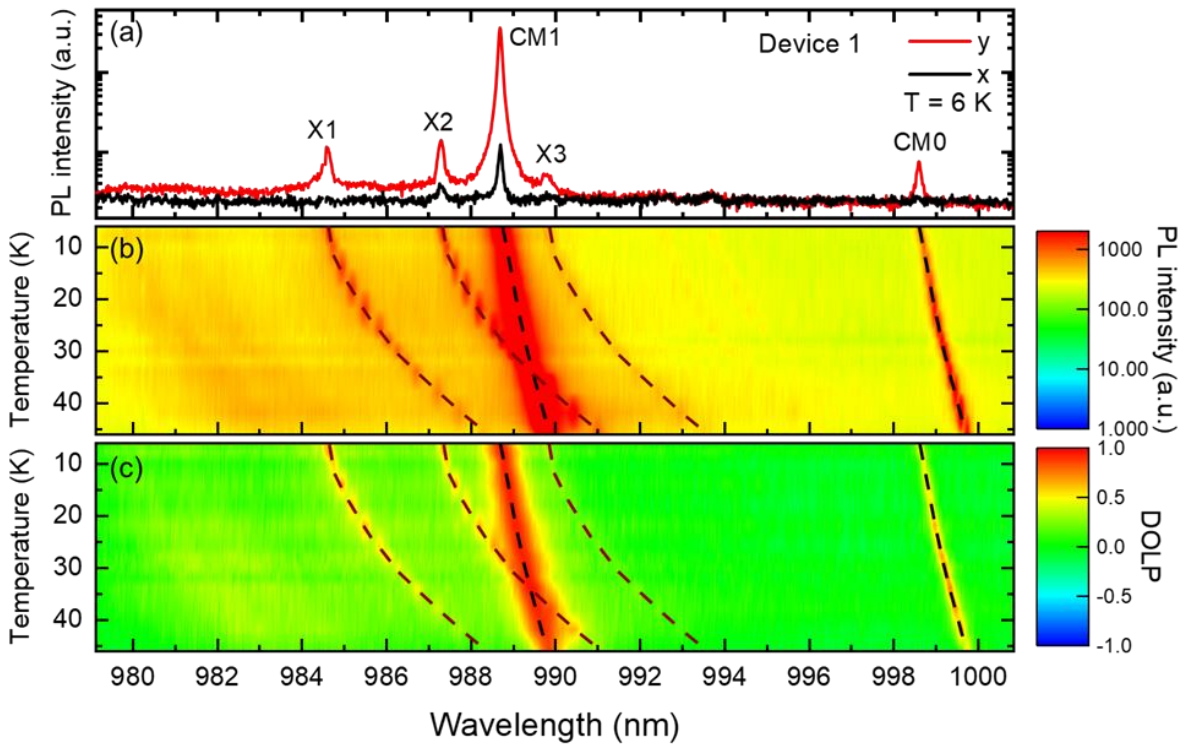 (a)
CM1
Device 1
y
x
T = 6 K
X1
X2
X3
CM0
PL intensity (a.u.)
(b)
10
20
30
40
Temperature (K)
1000
100.0
10.00
1.000
PL intensity (a.u.)
(c)
10
20
30
40
Temperature (K)
1.0
0.5
0.0
-0.5
-1.0
DOLP
980 982 984 986 988 990 992 994 996 998 1000
Wavelength (nm)